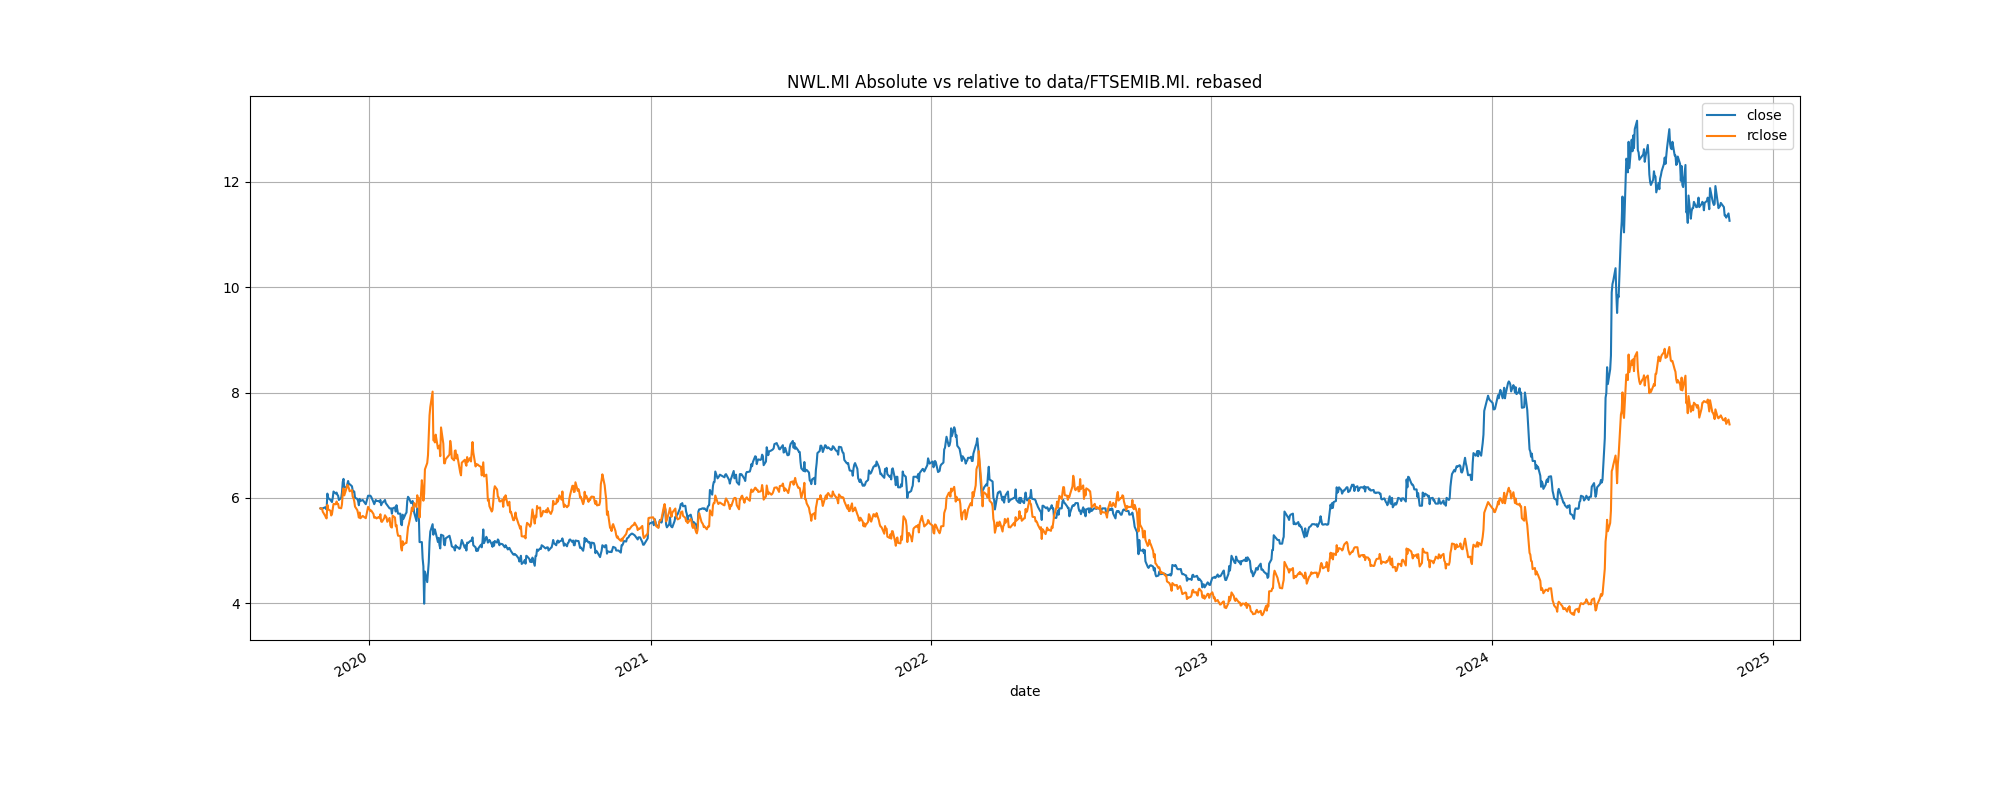 NWL.MI Absolute vs relative to data/FTSEMIB.MI. rebased
close
rclose
12
10
8
6
4
2020
2021
2022
2023
2024
2025
date